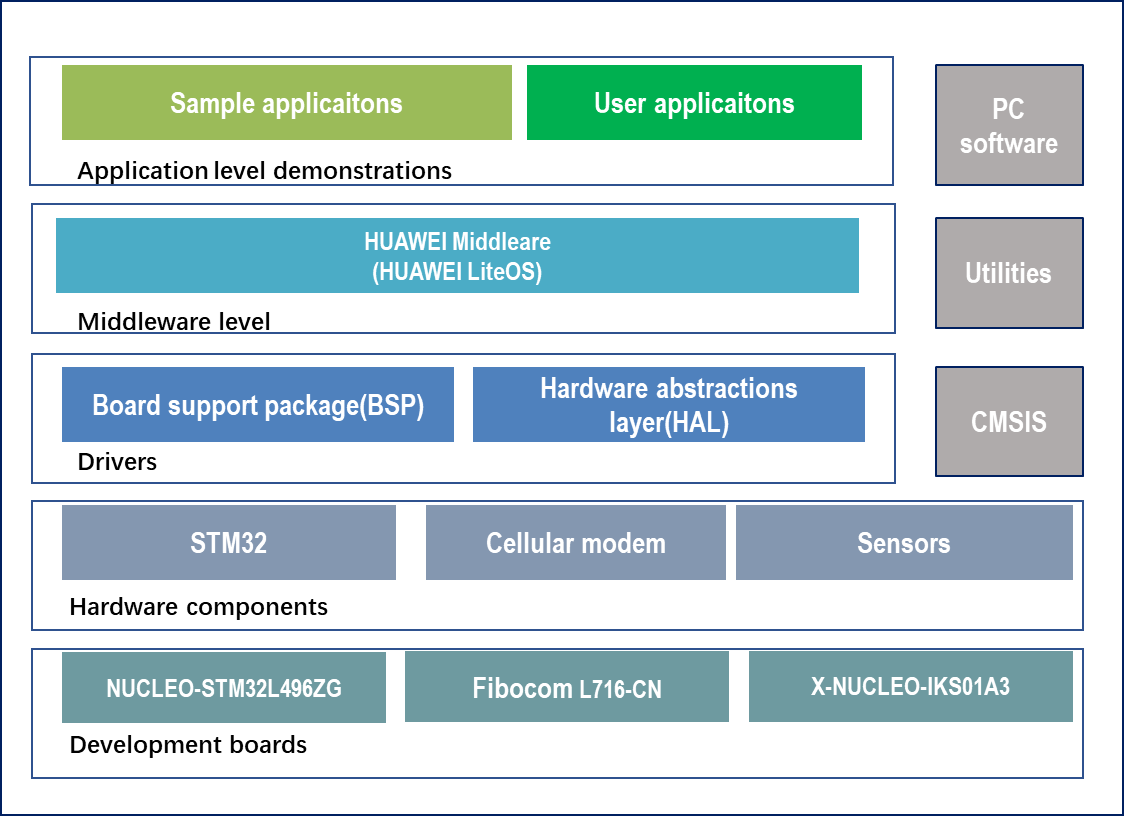 Sample applicaitons
User applicaitons
PC
software
Application level demonstrations
HUAWEI Middleare
(HUAWEI LiteOS)
Utilities
Middleware level
Board support package(BSP)
Hardware abstractions
layer(HAL)
CMSIS
Drivers
STM32
Cellular modem
Sensors
Hardware components
NUCLEO-STM32L496ZG
Fibocom L716-CN
X-NUCLEO-IKS01A3
Development boards